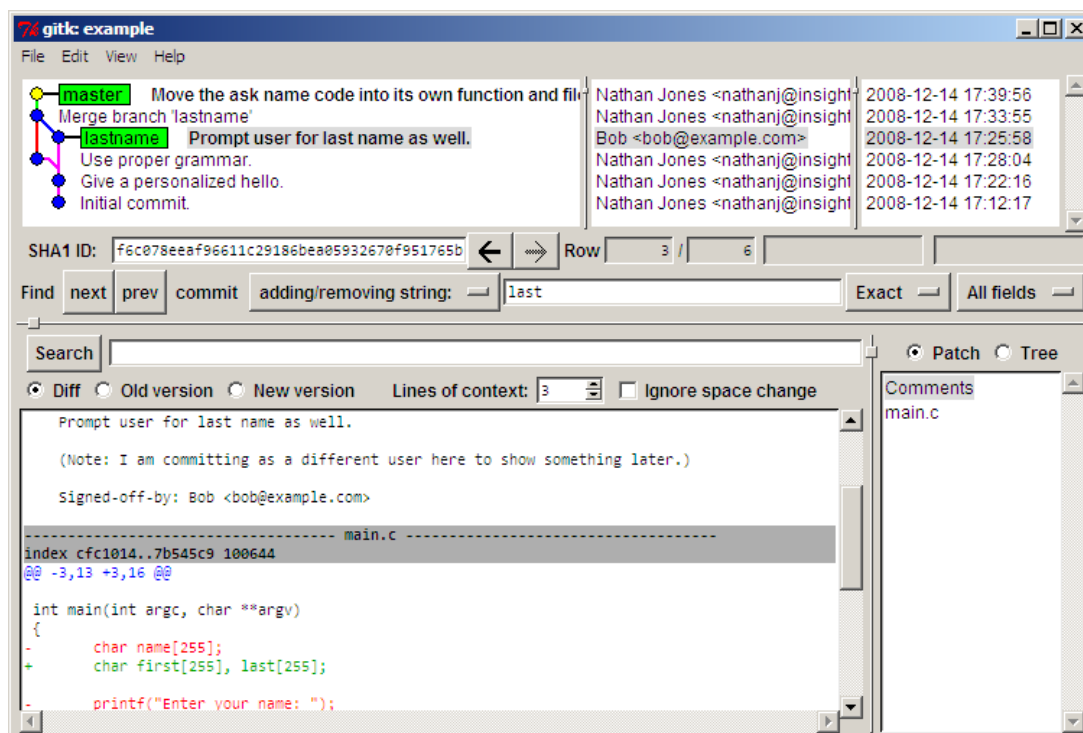 gitk: example
File Edit View Help
master Move the ask name code into its own function and file Nathan Jones <nathanj@insight 2008-12-14 17:39:56
Merge branch 'lastname' Nathan Jones <nathanj@insight 2008-12-14 17:33:55
lastname Prompt user for last name as well. Bob <bob@example.com> 2008-12-14 17:25:58
Use proper grammar. Nathan Jones <nathanj@insight 2008-12-14 17:28:04
Give a personalized hello. Nathan Jones <nathanj@insight 2008-12-14 17:22:16
Initial commit. Nathan Jones <nathanj@insight 2008-12-14 17:12:17
SHA1 ID: f6c078eeaf96611c29186bea05932670f951765b Row 3 / 6
Find next prev commit adding/removing string: last Exact All fields
Search Patch Tree
Diff Old version New version Lines of context: 3 Ignore space change
Comments
main.c
Prompt user for last name as well.
(Note: I am committing as a different user here to show something later.)
Signed-off-by: Bob <bob@example.com>
------------------------------------ main.c ------------------------------------
index cfc1014..7b545c9 100644
@@ -3,13 +3,16 @@
int main(int argc, char **argv)
{
- char name[255];
+ char first[255], last[255];
- printf("Enter your name: ");